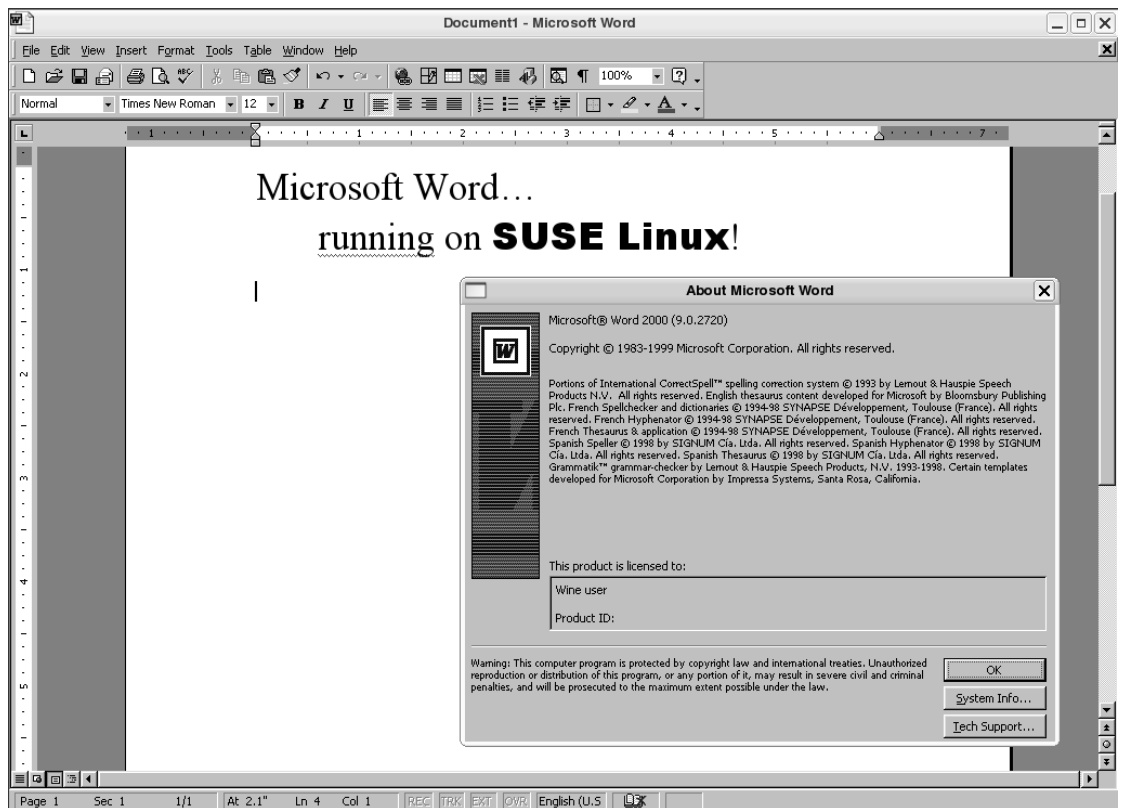 Document1 - Microsoft Word
File Edit View Insert Format Tools Table Window Help
100%
Normal Times New Roman 12 B I U A
1 1 2 3 4 5 7
Microsoft Word…
running on SUSE Linux!
About Microsoft Word
Microsoft® Word 2000 (9.0.2720)
Copyright © 1983-1999 Microsoft Corporation. All rights reserved.
Portions of International CorrectSpell™ spelling correction system © 1993 by Lernout & Hauspie Speech
Products N.V. All rights reserved. English thesaurus content developed for Microsoft by Bloomsbury Publishing
Plc. French Spellchecker and dictionaries © 1994-98 SYNAPSE Développement, Toulouse (France). All rights
reserved. French Hyphenator © 1994-98 SYNAPSE Développement, Toulouse (France). All rights reserved.
French Thesaurus & application © 1994-98 SYNAPSE Développement, Toulouse (France). All rights reserved.
Spanish Speller © 1998 by SIGNUM Cía. Ltda. All rights reserved. Spanish Hyphenator © 1998 by SIGNUM
Cía. Ltda. All rights reserved. Spanish Thesaurus © 1998 by SIGNUM Cía. Ltda. All rights reserved.
Grammatik™ grammar-checker by Lernout & Hauspie Speech Products, N.V. 1993-1998. Certain templates
developed for Microsoft Corporation by Impressa Systems, Santa Rosa, California.
This product is licensed to:
Wine user
Product ID:
Warning: This computer program is protected by copyright law and international treaties. Unauthorized
reproduction or distribution of this program, or any portion of it, may result in severe civil and criminal
penalties, and will be prosecuted to the maximum extent possible under the law.
OK
System Info...
Tech Support...
Page 1 Sec 1 1/1 At 2.1" Ln 4 Col 1 REC TRK EXT OVR English (U.S